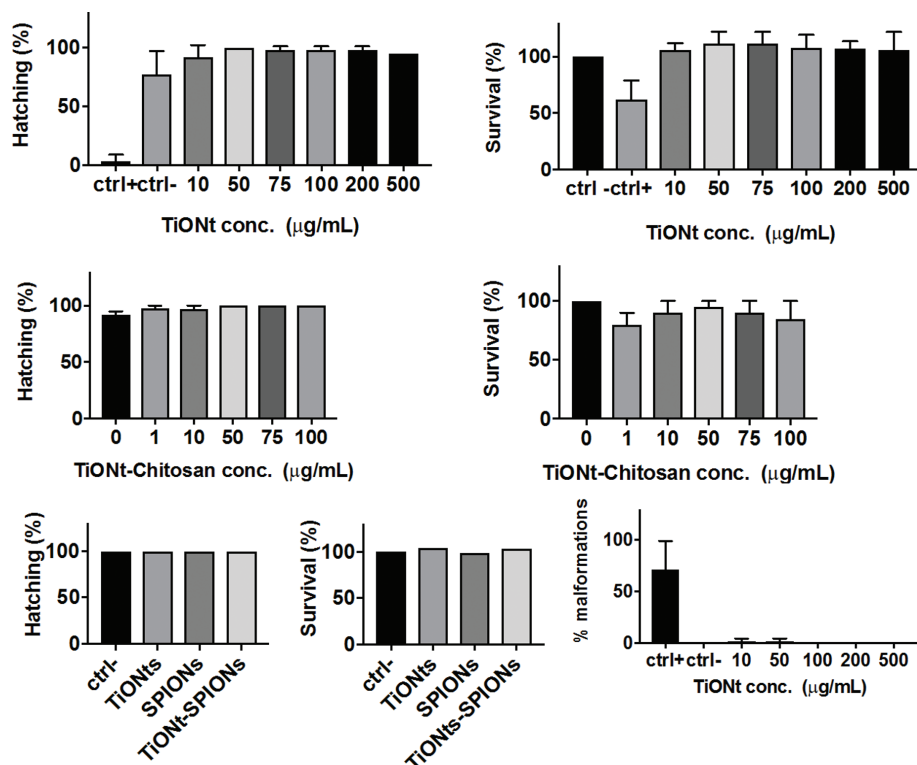 Hatching (%)
100
50
0
ctrl+ ctrl- 10 50 75 100 200 500
TiONt conc. (μg/mL)
Survival (%)
150
100
50
0
ctrl -ctrl+ 10 50 75 100 200 500
TiONt conc. (μg/mL)
Hatching (%)
100
50
0
0 1 10 50 75 100
TiONt-Chitosan conc. (μg/mL)
Survival (%)
100
50
0
0 1 10 50 75 100
TiONt-Chitosan conc. (μg/mL)
Hatching (%)
100
50
0
ctrl-
TiONts
SPIONs
TiONt-SPIONs
Survival (%)
100
50
0
ctrl-
TiONts
SPIONs
TiONts-SPIONs
% malformations
100
50
0
ctrl+ ctrl- 10 50 100 200 500
TiONt conc. (μg/mL)